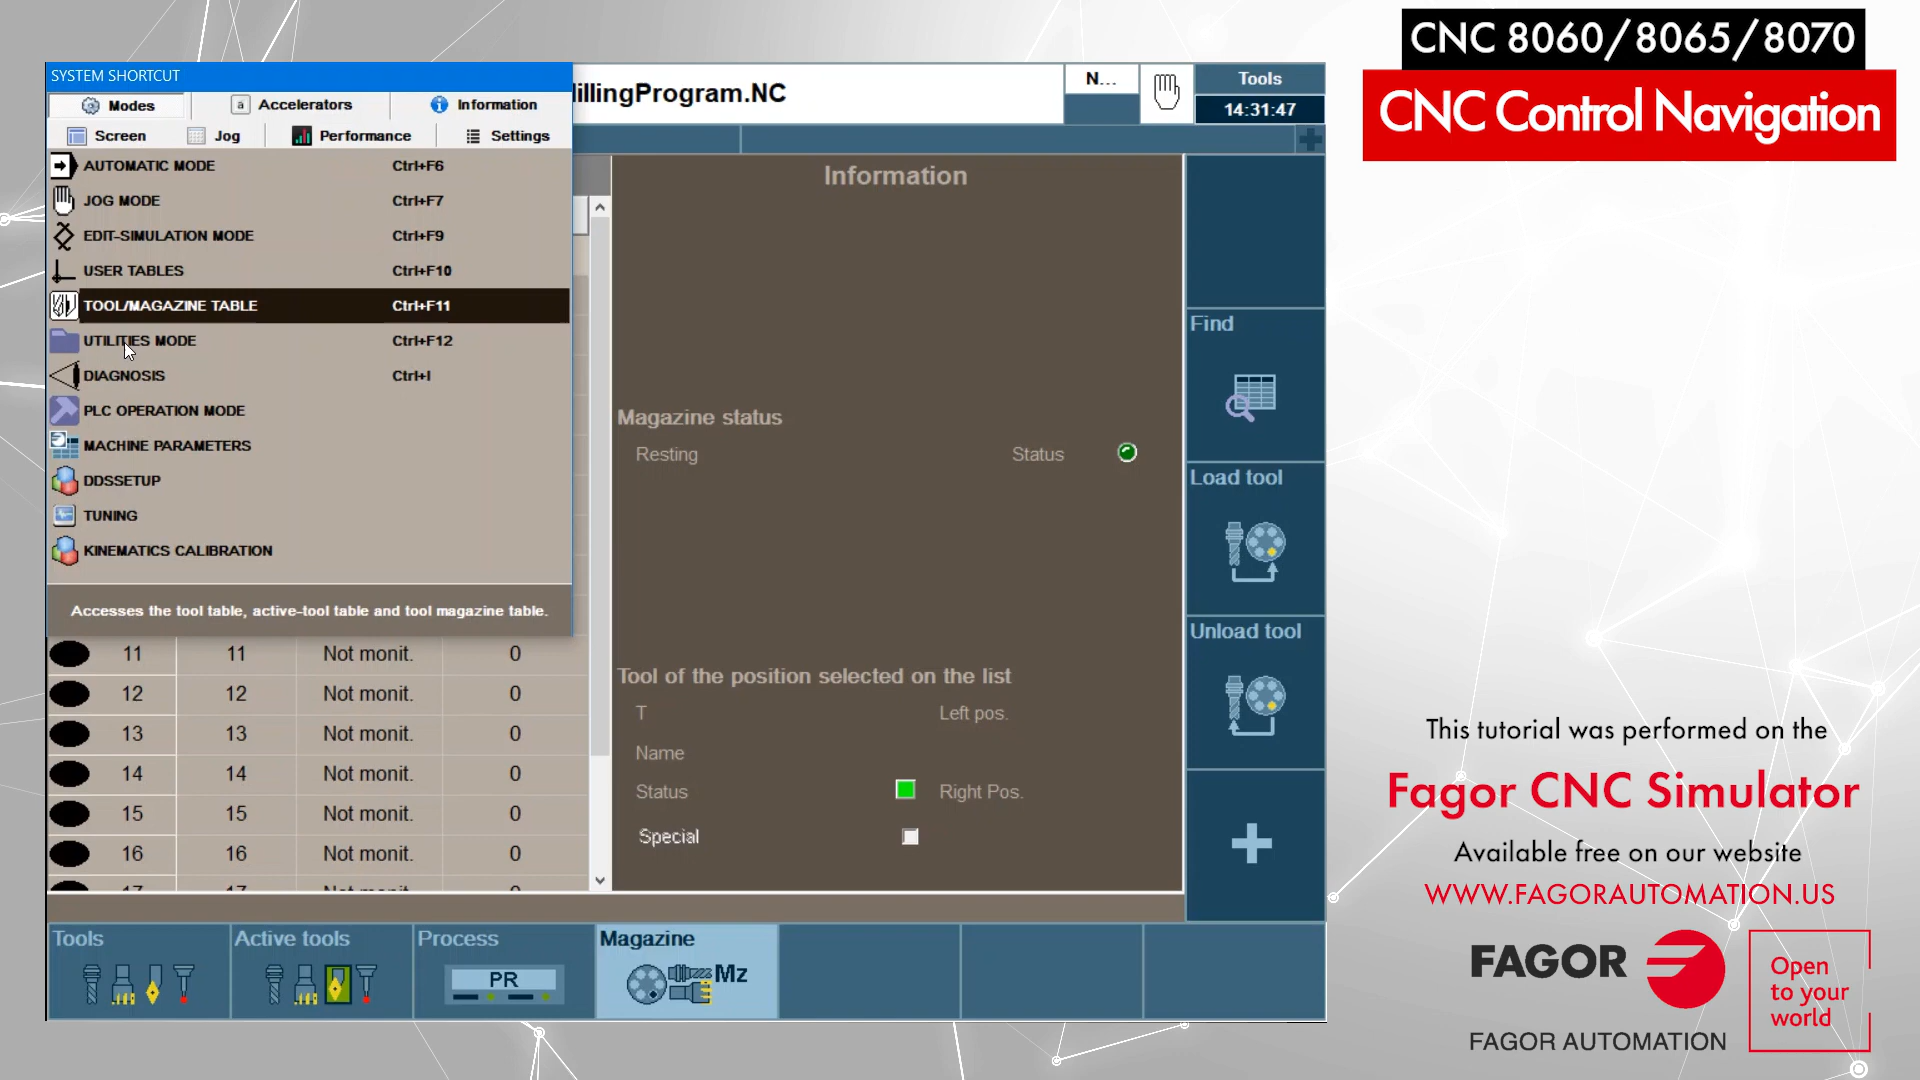 CNC 8060/8065/8070
CNC Control Navigation
SYSTEM SHORTCUT
Modes
Accelerators
Information
Screen
Jog
Performance
Settings
AUTOMATIC MODE Ctrl+F6
JOG MODE Ctrl+F7
EDIT-SIMULATION MODE Ctrl+F9
USER TABLES Ctrl+F10
TOOL/MAGAZINE TABLE Ctrl+F11
UTILITIES MODE Ctrl+F12
DIAGNOSIS Ctrl+I
PLC OPERATION MODE
MACHINE PARAMETERS
DDSSETUP
TUNING
KINEMATICS CALIBRATION
Accesses the tool table, active-tool table and tool magazine table.
illingProgram.NC
N...
Tools
14:31:47
11 11 Not monit. 0
12 12 Not monit. 0
13 13 Not monit. 0
14 14 Not monit. 0
15 15 Not monit. 0
16 16 Not monit. 0
Information
Magazine status
Resting
Status
Tool of the position selected on the list
T
Left pos.
Name
Status
Right Pos.
Special
Find
Load tool
Unload tool
Tools
Active tools
Process
PR
Magazine
Mz
This tutorial was performed on the
Fagor CNC Simulator
Available free on our website
WWW.FAGORAUTOMATION.US
FAGOR
FAGOR AUTOMATION
Open
to your
world